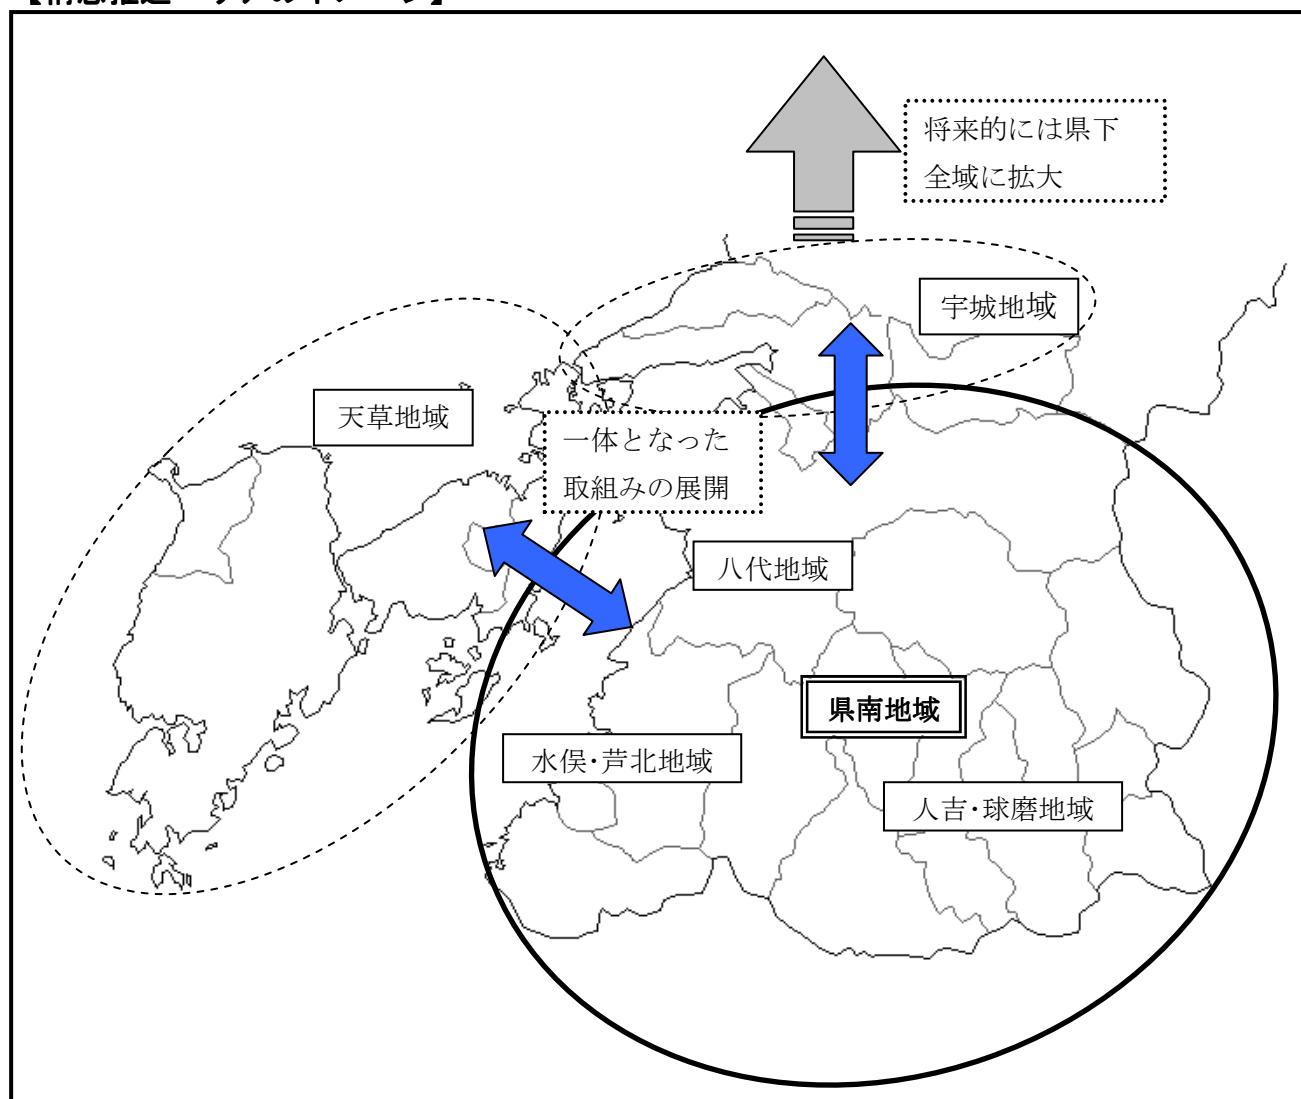 将来的には県下
全域に拡大
宇城地域
天草地域
一体となった
取組みの展開
八代地域
県南地域
水俣・芦北地域
人吉・球磨地域